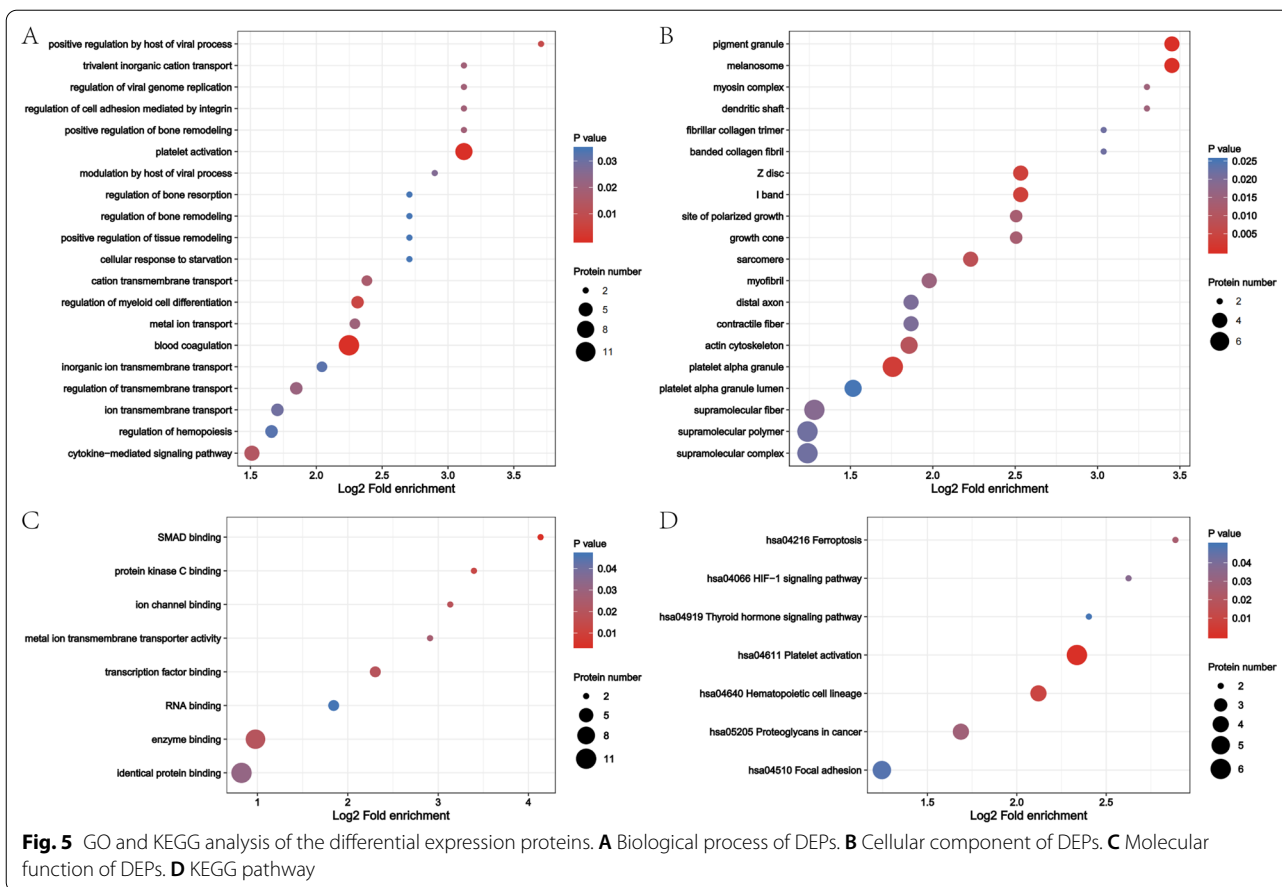 A
positive regulation by host of viral process
trivalent inorganic cation transport
regulation of viral genome replication
regulation of cell adhesion mediated by integrin
positive regulation of bone remodeling
platelet activation
modulation by host of viral process
regulation of bone resorption
regulation of bone remodeling
positive regulation of tissue remodeling
cellular response to starvation
cation transmembrane transport
regulation of myeloid cell differentiation
metal ion transport
blood coagulation
inorganic ion transmembrane transport
regulation of transmembrane transport
ion transmembrane transport
regulation of hemopoiesis
cytokine−mediated signaling pathway
1.5 2.0 2.5 3.0 3.5
Log2 Fold enrichment
P value
0.03
0.02
0.01
Protein number
2
5
8
11
B
pigment granule
melanosome
myosin complex
dendritic shaft
fibrillar collagen trimer
banded collagen fibril
Z disc
I band
site of polarized growth
growth cone
sarcomere
myofibril
distal axon
contractile fiber
actin cytoskeleton
platelet alpha granule
platelet alpha granule lumen
supramolecular fiber
supramolecular polymer
supramolecular complex
1.5 2.0 2.5 3.0 3.5
Log2 Fold enrichment
P value
0.025
0.020
0.015
0.010
0.005
Protein number
2
4
6
C
SMAD binding
protein kinase C binding
ion channel binding
metal ion transmembrane transporter activity
transcription factor binding
RNA binding
enzyme binding
identical protein binding
1 2 3 4
Log2 Fold enrichment
P value
0.04
0.03
0.02
0.01
Protein number
2
5
8
11
D
hsa04216 Ferroptosis
hsa04066 HIF−1 signaling pathway
hsa04919 Thyroid hormone signaling pathway
hsa04611 Platelet activation
hsa04640 Hematopoietic cell lineage
hsa05205 Proteoglycans in cancer
hsa04510 Focal adhesion
1.5 2.0 2.5
Log2 Fold enrichment
P value
0.04
0.03
0.02
0.01
Protein number
2
3
4
5
6
Fig. 5 GO and KEGG analysis of the differential expression proteins. A Biological process of DEPs. B Cellular component of DEPs. C Molecular
function of DEPs. D KEGG pathway